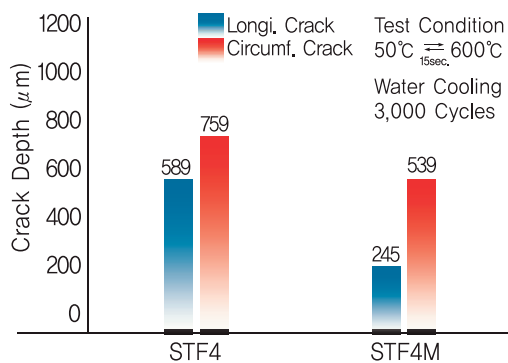 1200
1000
800
600
400
200
0
Crack Depth (μm)
Longi. Crack
Circumf. Crack
Test Condition
50℃ ⇄ 600℃
15sec.
Water Cooling
3,000 Cycles
589
759
245
539
STF4
STF4M